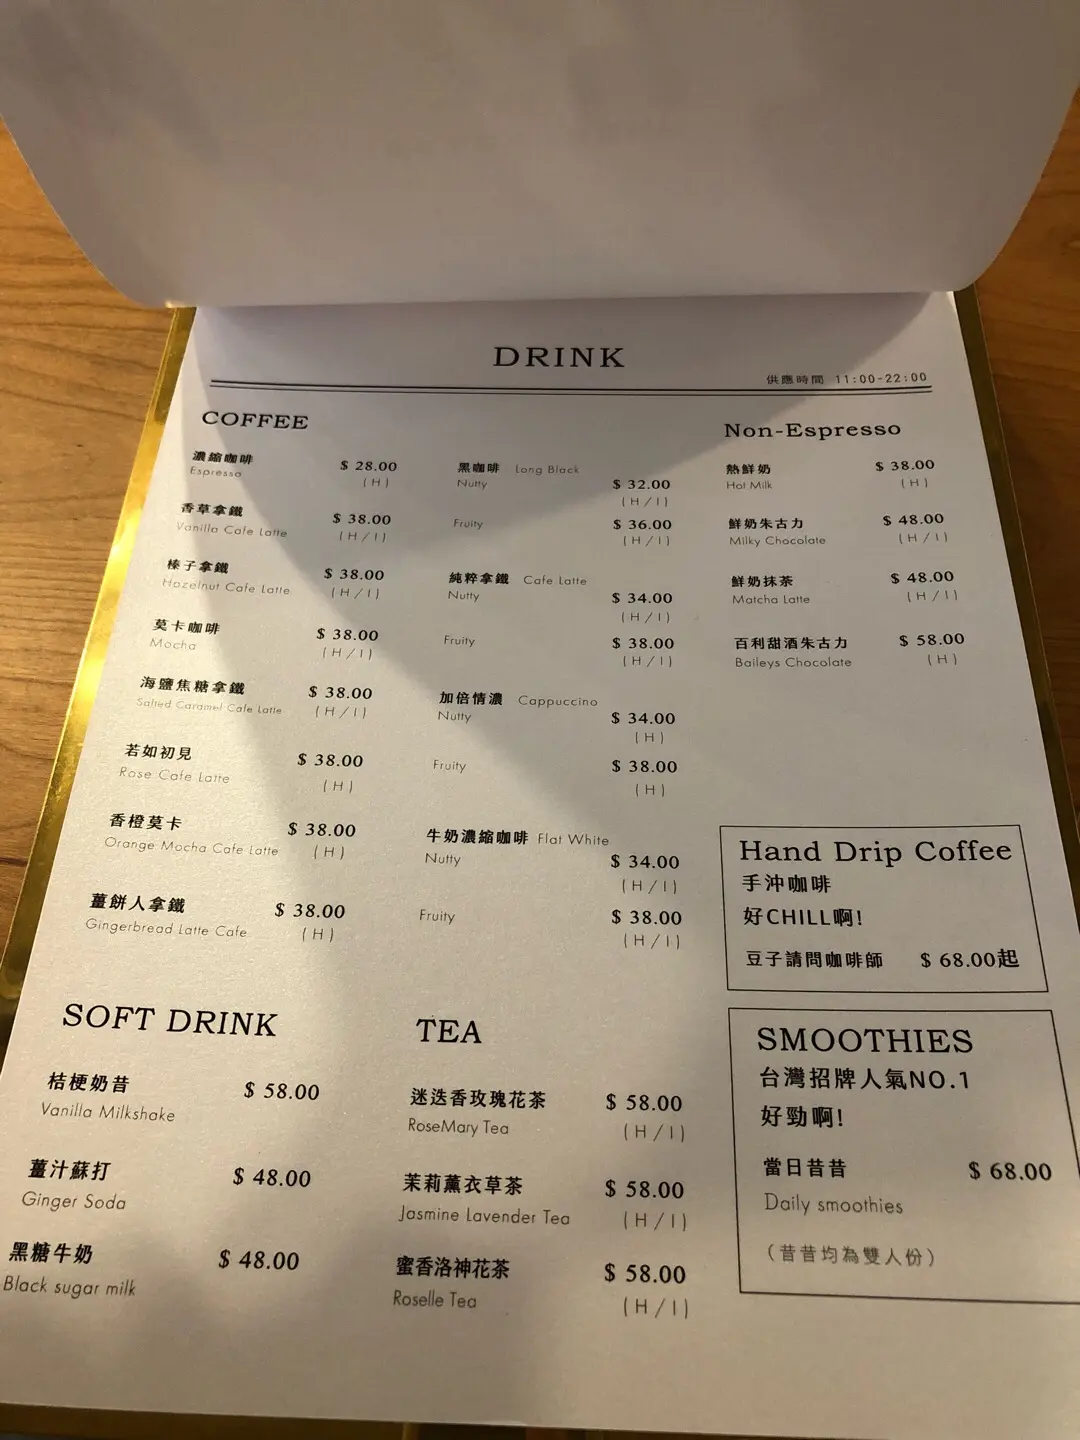 DRINK
供應時間 11:00-22:00
COFFEE
濃縮咖啡 $ 28.00
Espresso (H)
香草拿鐵 $ 38.00
Vanilla Cafe Latte (H/I)
榛子拿鐵 $ 38.00
Hazelnut Cafe Latte (H/I)
莫卡咖啡 $ 38.00
Mocha (H/I)
海鹽焦糖拿鐵 $ 38.00
Salted Caramel Cafe Latte (H/I)
若如初見 $ 38.00
Rose Cafe Latte (H)
香橙莫卡 $ 38.00
Orange Mocha Cafe Latte (H)
薑餅人拿鐵 $ 38.00
Gingerbread Latte Cafe (H)
黑咖啡 Long Black
Nutty $ 32.00
(H/I)
Fruity $ 36.00
(H/I)
純粹拿鐵 Cafe Latte
Nutty $ 34.00
(H/I)
Fruity $ 38.00
(H/I)
加倍情濃 Cappuccino
Nutty $ 34.00
(H)
Fruity $ 38.00
(H)
牛奶濃縮咖啡 Flat White
Nutty $ 34.00
(H/I)
Fruity $ 38.00
(H/I)
Non-Espresso
熱鮮奶 $ 38.00
Hot Milk (H)
鮮奶朱古力 $ 48.00
Milky Chocolate (H/I)
鮮奶抹茶 $ 48.00
Matcha Latte (H/I)
百利甜酒朱古力 $ 58.00
Baileys Chocolate (H)
Hand Drip Coffee
手沖咖啡
好CHILL啊!
豆子請問咖啡師 $ 68.00起
SOFT DRINK
桔梗奶昔 $ 58.00
Vanilla Milkshake
薑汁蘇打 $ 48.00
Ginger Soda
黑糖牛奶 $ 48.00
Black sugar milk
TEA
迷迭香玫瑰花茶 $ 58.00
RoseMary Tea (H/I)
茉莉薰衣草茶 $ 58.00
Jasmine Lavender Tea (H/I)
蜜香洛神花茶 $ 58.00
Roselle Tea (H/I)
SMOOTHIES
台灣招牌人氣NO.1
好勁啊!
當日昔昔 $ 68.00
Daily smoothies
(昔昔均為雙人份)